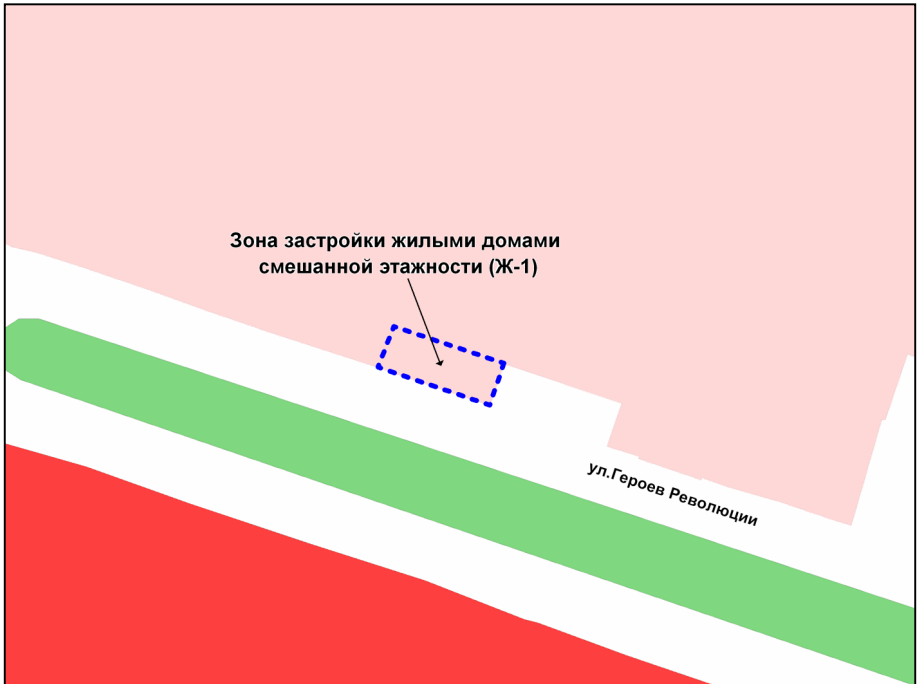 Зона застройки жилыми домами
смешанной этажности (Ж-1)
ул.Героев Революции